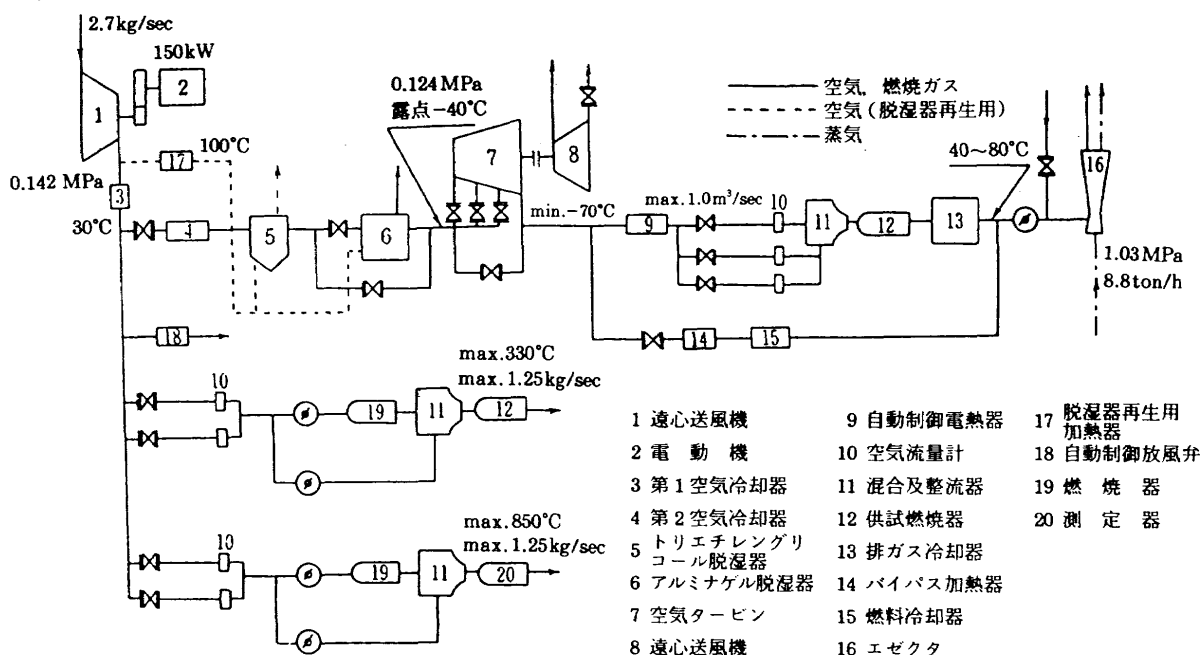 2.7kg/sec
150kW
2
1
17
100°C
0.142 MPa
3
30°C
4
5
6
0.124 MPa
露点−40°C
7
8
空気, 燃焼ガス
空気(脱湿器再生用)
蒸気
min.−70°C
9
max.1.0m³/sec
10
11
12
13
40〜80°C
16
1.03MPa
8.8ton/h
14
15
18
10
19
11
12
max.330°C
max.1.25kg/sec
10
19
11
20
max.850°C
max.1.25kg/sec
1 遠心送風機
2 電動機
3 第1空気冷却器
4 第2空気冷却器
5 トリエチレングリ
コール脱湿器
6 アルミナゲル脱湿器
7 空気タービン
8 遠心送風機
9 自動制御電熱器
10 空気流量計
11 混合及整流器
12 供試燃焼器
13 排ガス冷却器
14 バイパス加熱器
15 燃料冷却器
16 エゼクタ
17 脱湿器再生用
加熱器
18 自動制御放風弁
19 燃焼器
20 測定器